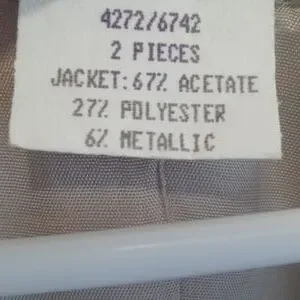 4272/6742
2 PIECES
JACKET: 67% ACETATE
27% POLYESTER
6% METALLIC